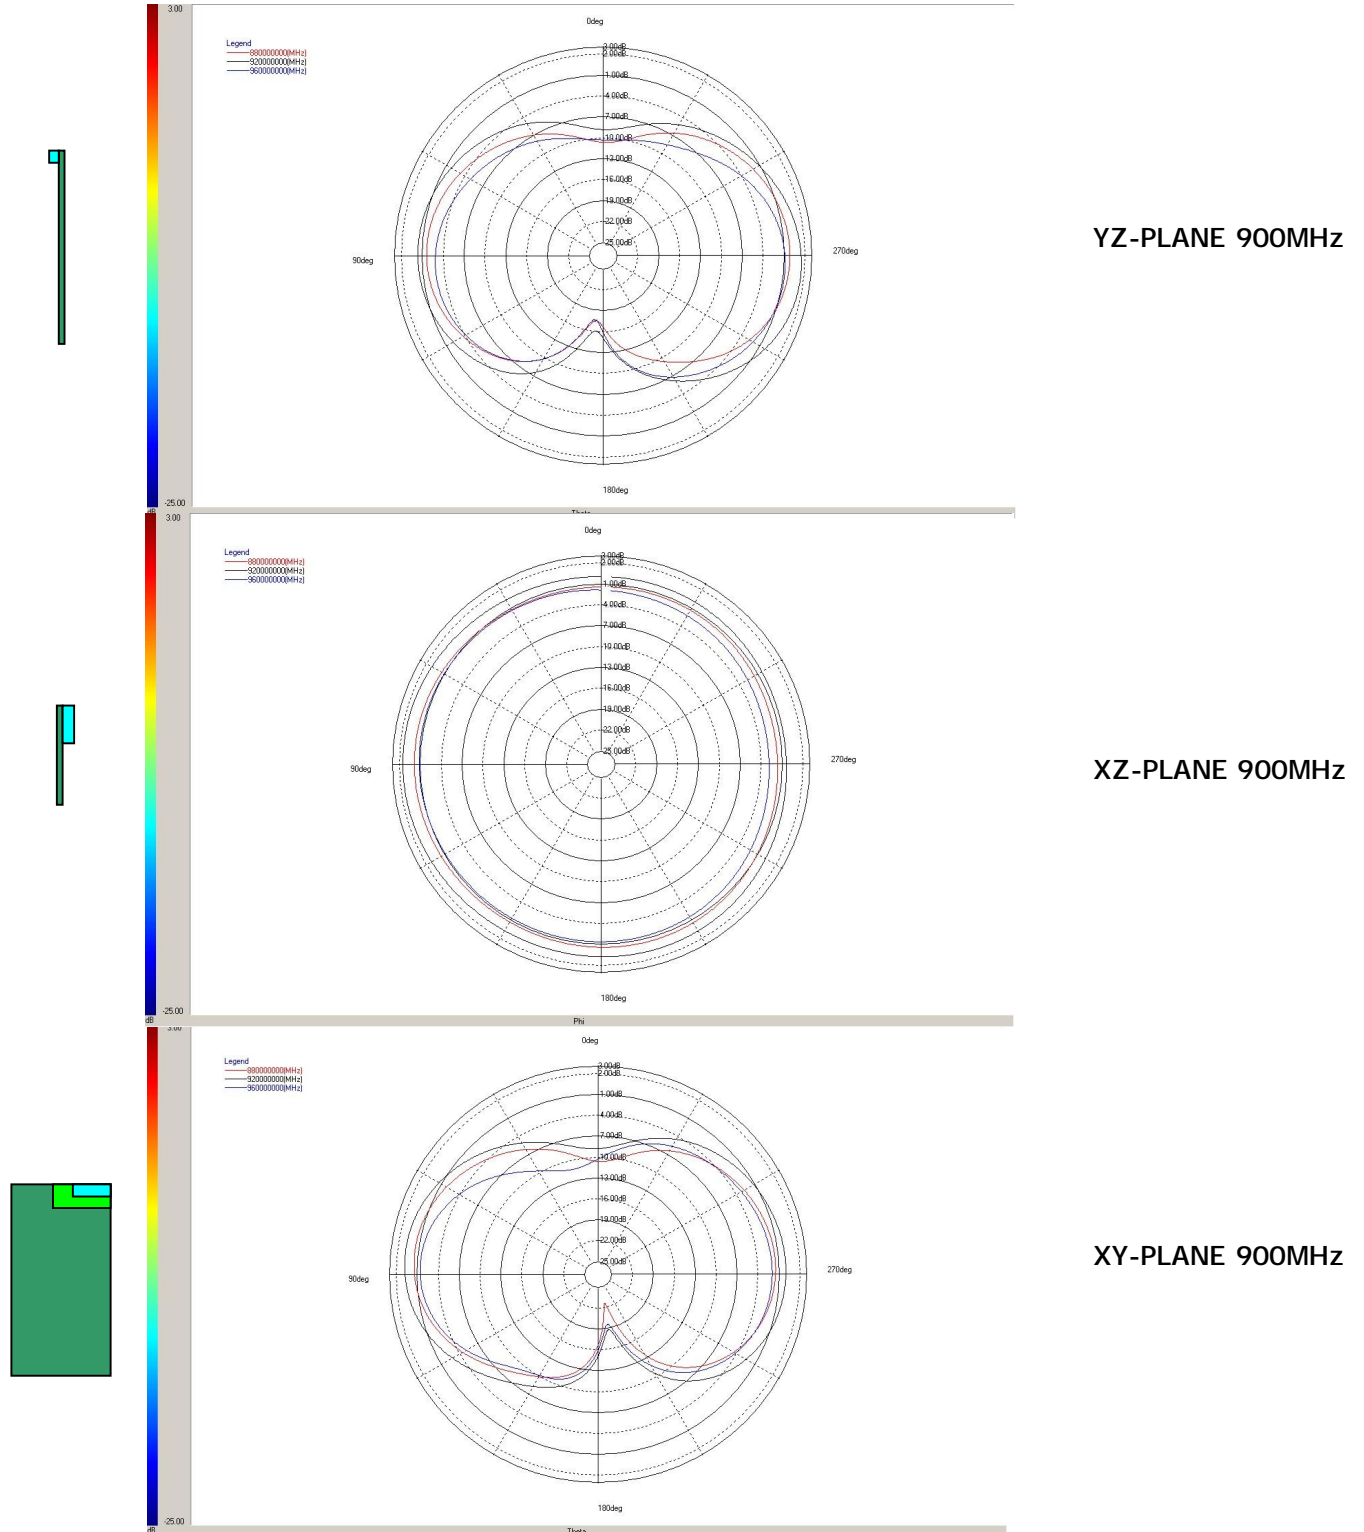 3.00
0deg
Legend
880000000(MHz)
920000000(MHz)
960000000(MHz)
3.00dB
2.00dB
1.00dB
4.00dB
7.00dB
10.00dB
13.00dB
16.00dB
19.00dB
22.00dB
25.00dB
90deg
270deg
180deg
-25.00
dB
Theta
YZ-PLANE 900MHz
3.00
0deg
Legend
880000000(MHz)
920000000(MHz)
960000000(MHz)
3.00dB
2.00dB
1.00dB
4.00dB
7.00dB
10.00dB
13.00dB
16.00dB
19.00dB
22.00dB
25.00dB
90deg
270deg
180deg
-25.00
dB
Phi
XZ-PLANE 900MHz
3.00
0deg
Legend
880000000(MHz)
920000000(MHz)
960000000(MHz)
3.00dB
2.00dB
1.00dB
4.00dB
7.00dB
10.00dB
13.00dB
16.00dB
19.00dB
22.00dB
25.00dB
90deg
270deg
180deg
-25.00
dB
Theta
XY-PLANE 900MHz